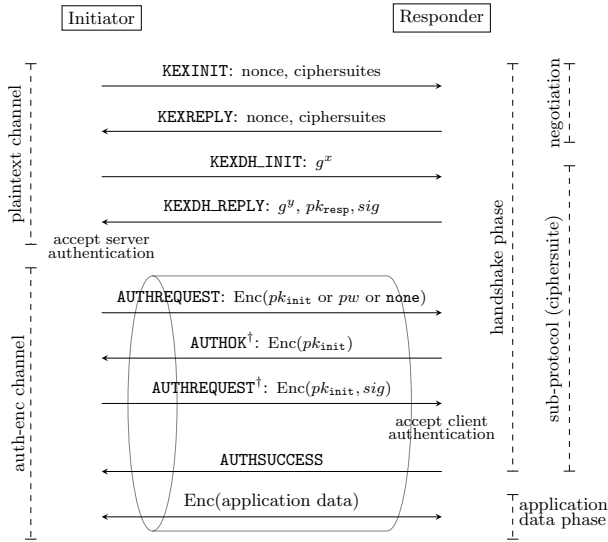 Initiator
Responder
KEXINIT: nonce, ciphersuites
KEXREPLY: nonce, ciphersuites
KEXDH_INIT: g^x
KEXDH_REPLY: g^y, pk_resp, sig
accept server
authentication
AUTHREQUEST: Enc(pk_init or pw or none)
AUTHOK†: Enc(pk_init)
AUTHREQUEST†: Enc(pk_init, sig)
accept client
authentication
AUTHSUCCESS
Enc(application data)
plaintext channel
auth-enc channel
handshake phase
negotiation
sub-protocol (ciphersuite)
application
data phase